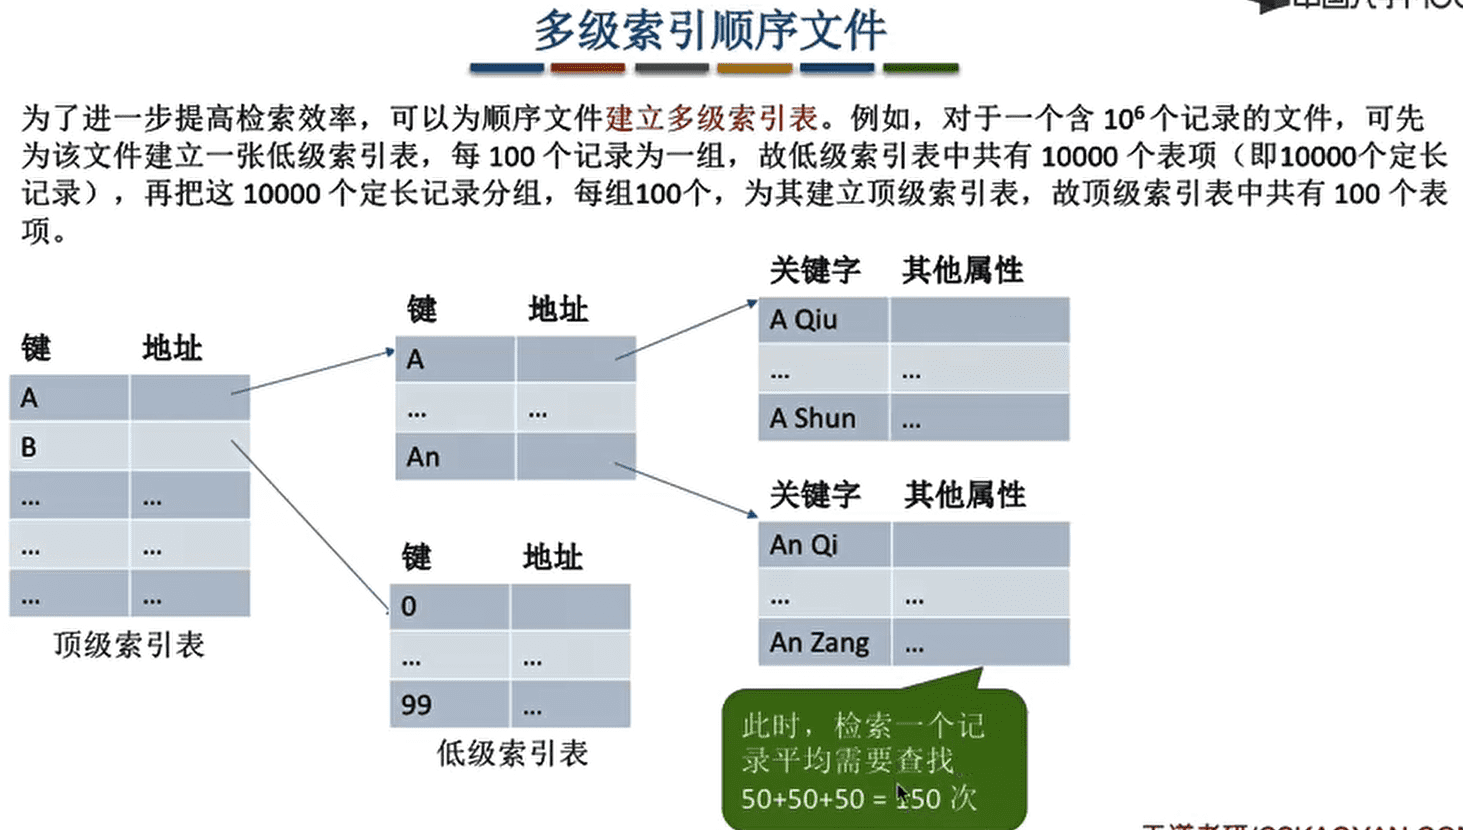 多级索引顺序文件
为了进一步提高检索效率，可以为顺序文件建立多级索引表。例如，对于一个含 10⁶ 个记录的文件，可先
为该文件建立一张低级索引表，每 100 个记录为一组，故低级索引表中共有 10000 个表项（即10000个定长
记录），再把这 10000 个定长记录分组，每组100个，为其建立顶级索引表，故顶级索引表中共有 100 个表
项。
键 地址
A
B
... ...
... ...
... ...
顶级索引表
键 地址
A
... ...
An
键 地址
0
... ...
99 ...
低级索引表
关键字 其他属性
A Qiu
... ...
A Shun ...
关键字 其他属性
An Qi
... ...
An Zang ...
此时，检索一个记
录平均需要查找
50+50+50 = 150 次